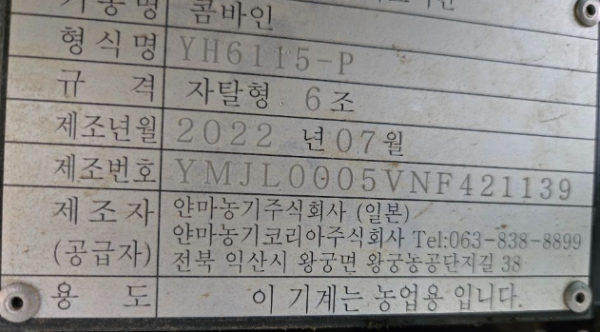 기종명 콤바인
형식명 YH6115-P
규 격 자탈형 6조
제조년월 2022 년 07월
제조번호 YMJL0005VNF421139
제 조 자 얀마농기주식회사 (일본)
(공급자) 얀마농기코리아주식회사 Tel:063-838-8899
전북 익산시 왕궁면 왕궁농공단지길 38
용 도 이 기계는 농업용 입니다.